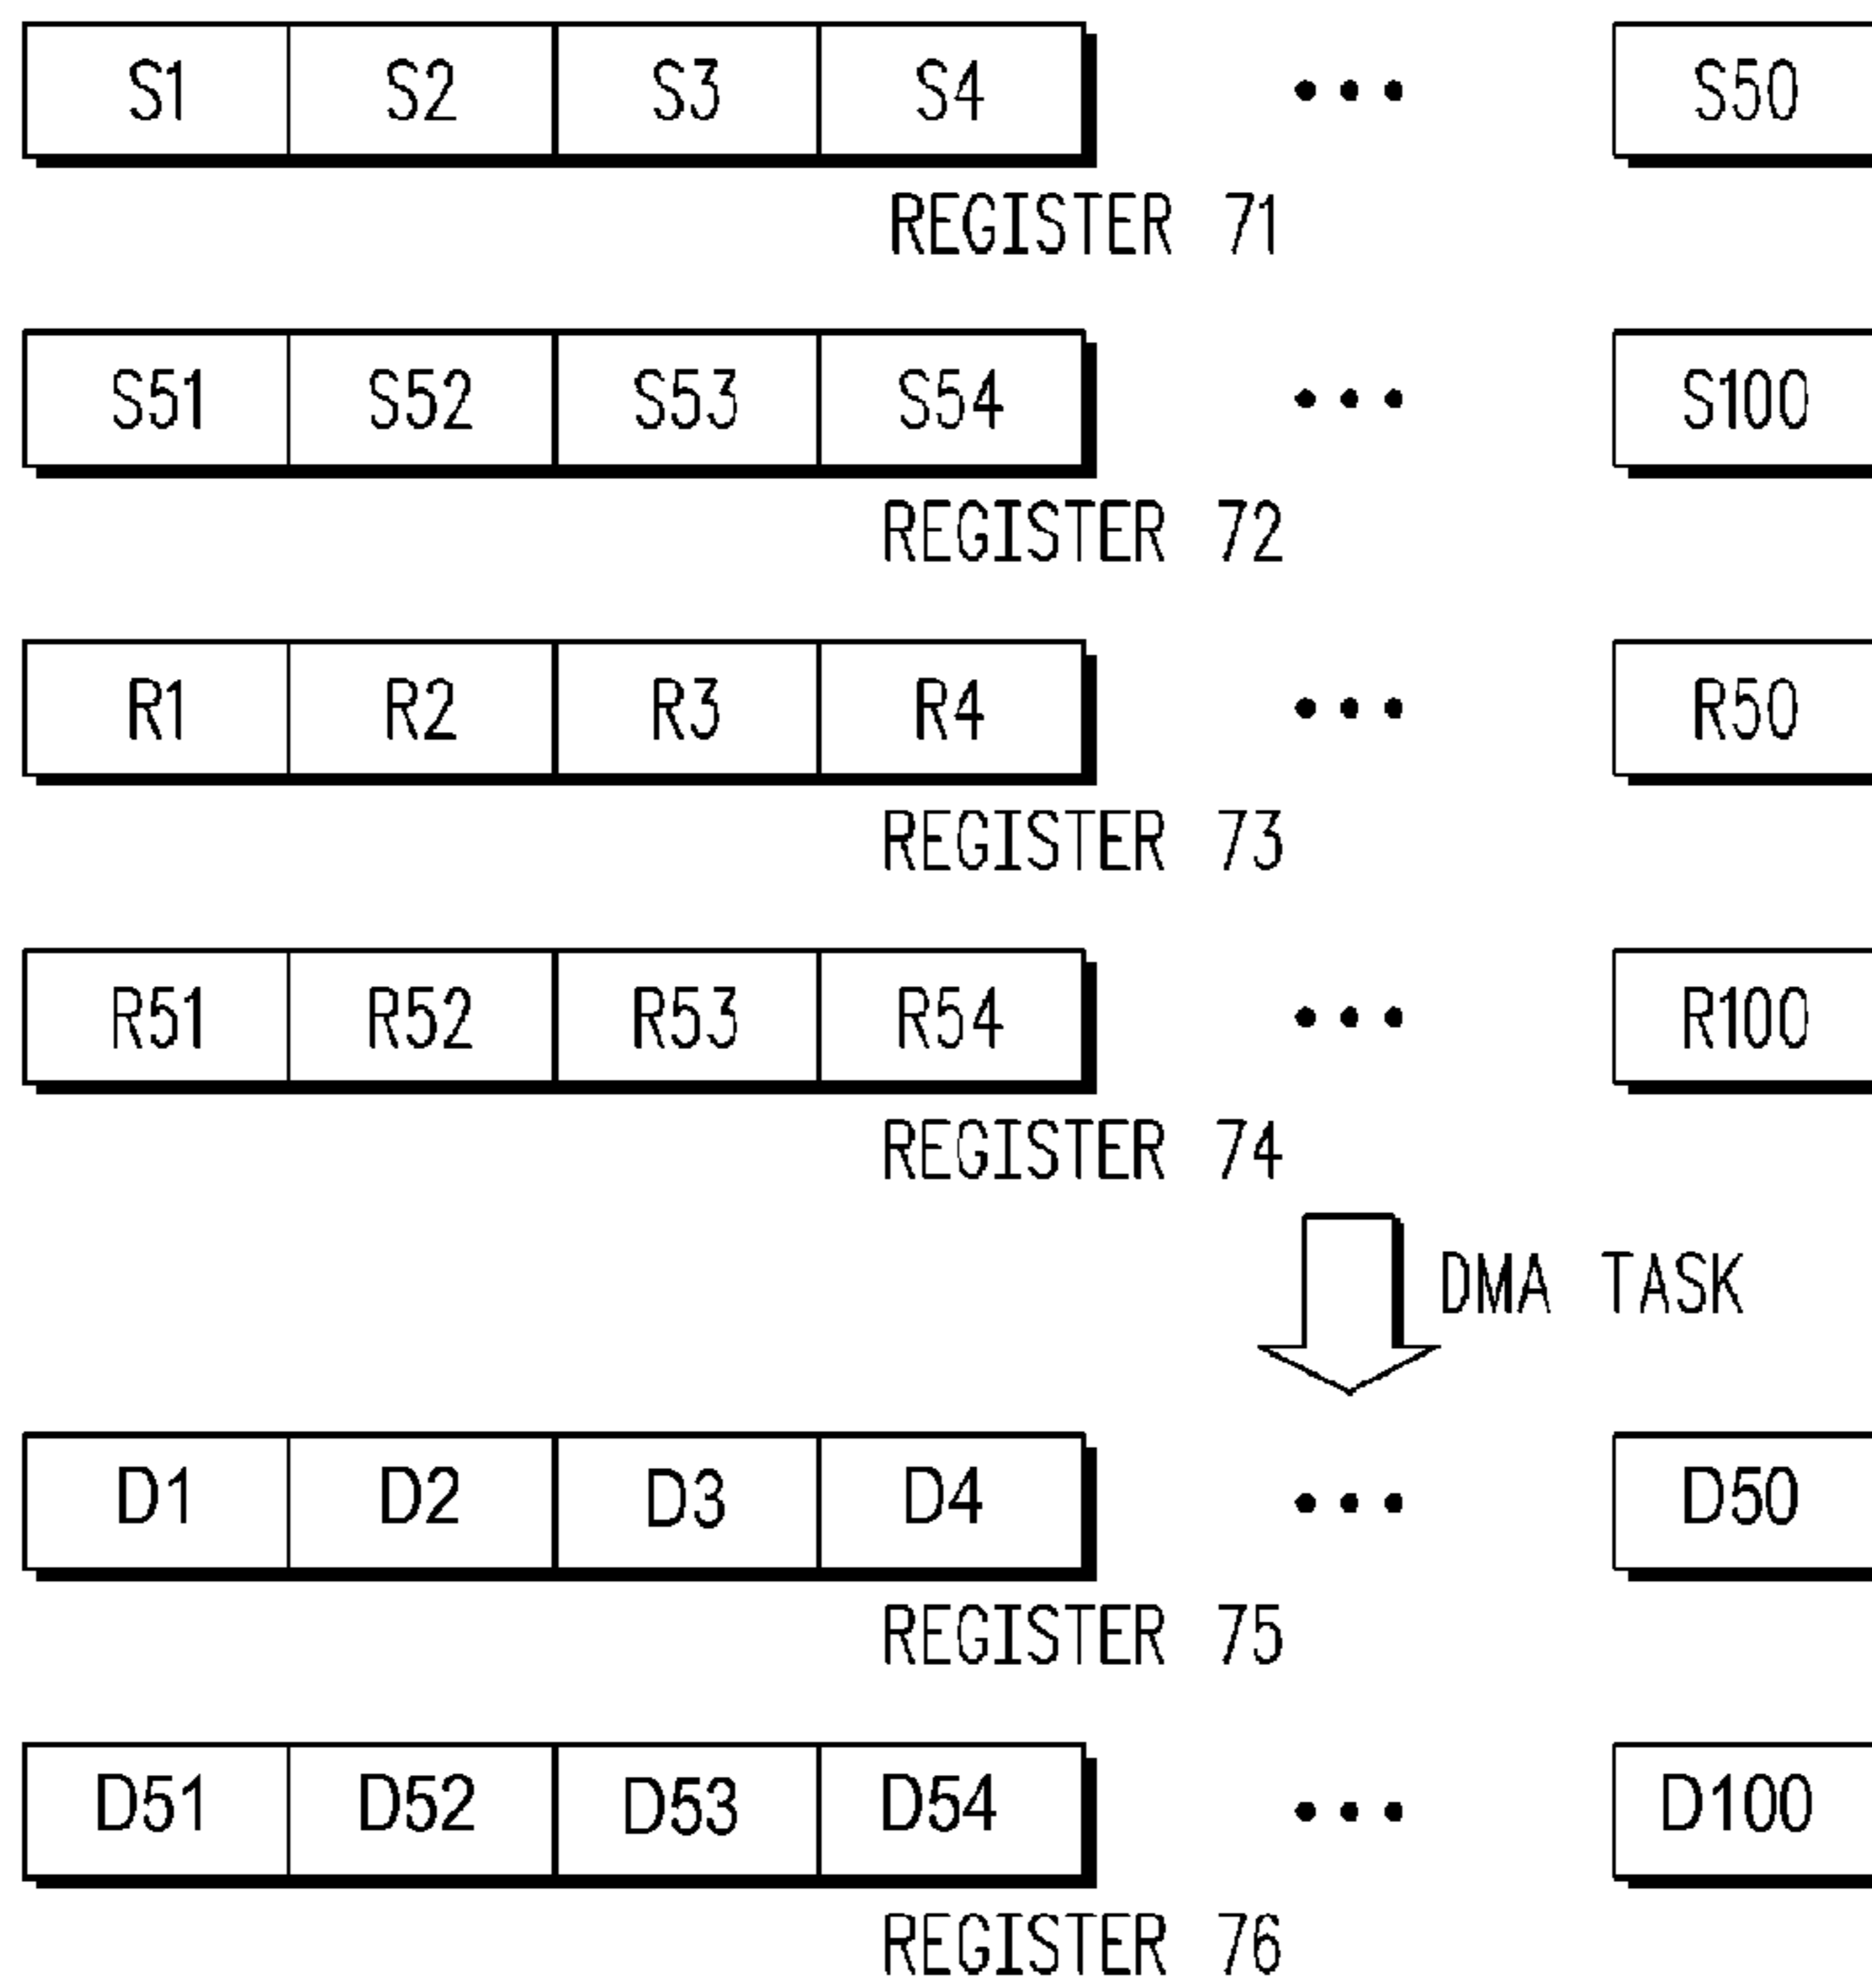 S1 S2 S3 S4 ••• S50
REGISTER 71
S51 S52 S53 S54 ••• S100
REGISTER 72
R1 R2 R3 R4 ••• R50
REGISTER 73
R51 R52 R53 R54 ••• R100
REGISTER 74
DMA TASK
D1 D2 D3 D4 ••• D50
REGISTER 75
D51 D52 D53 D54 ••• D100
REGISTER 76